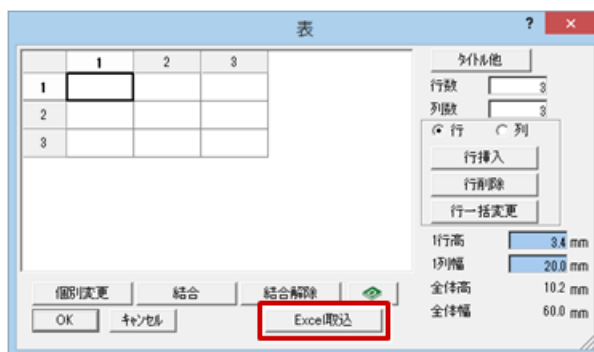 表
? ×
1 2 3
1
2
3
タイトル他
行数 3
列数 3
行 列
行挿入
行削除
行一括変更
1行高 3.4 mm
1列幅 20.0 mm
全体高 10.2 mm
全体幅 60.0 mm
個別変更 結合 結合解除
OK キャンセル Excel取込